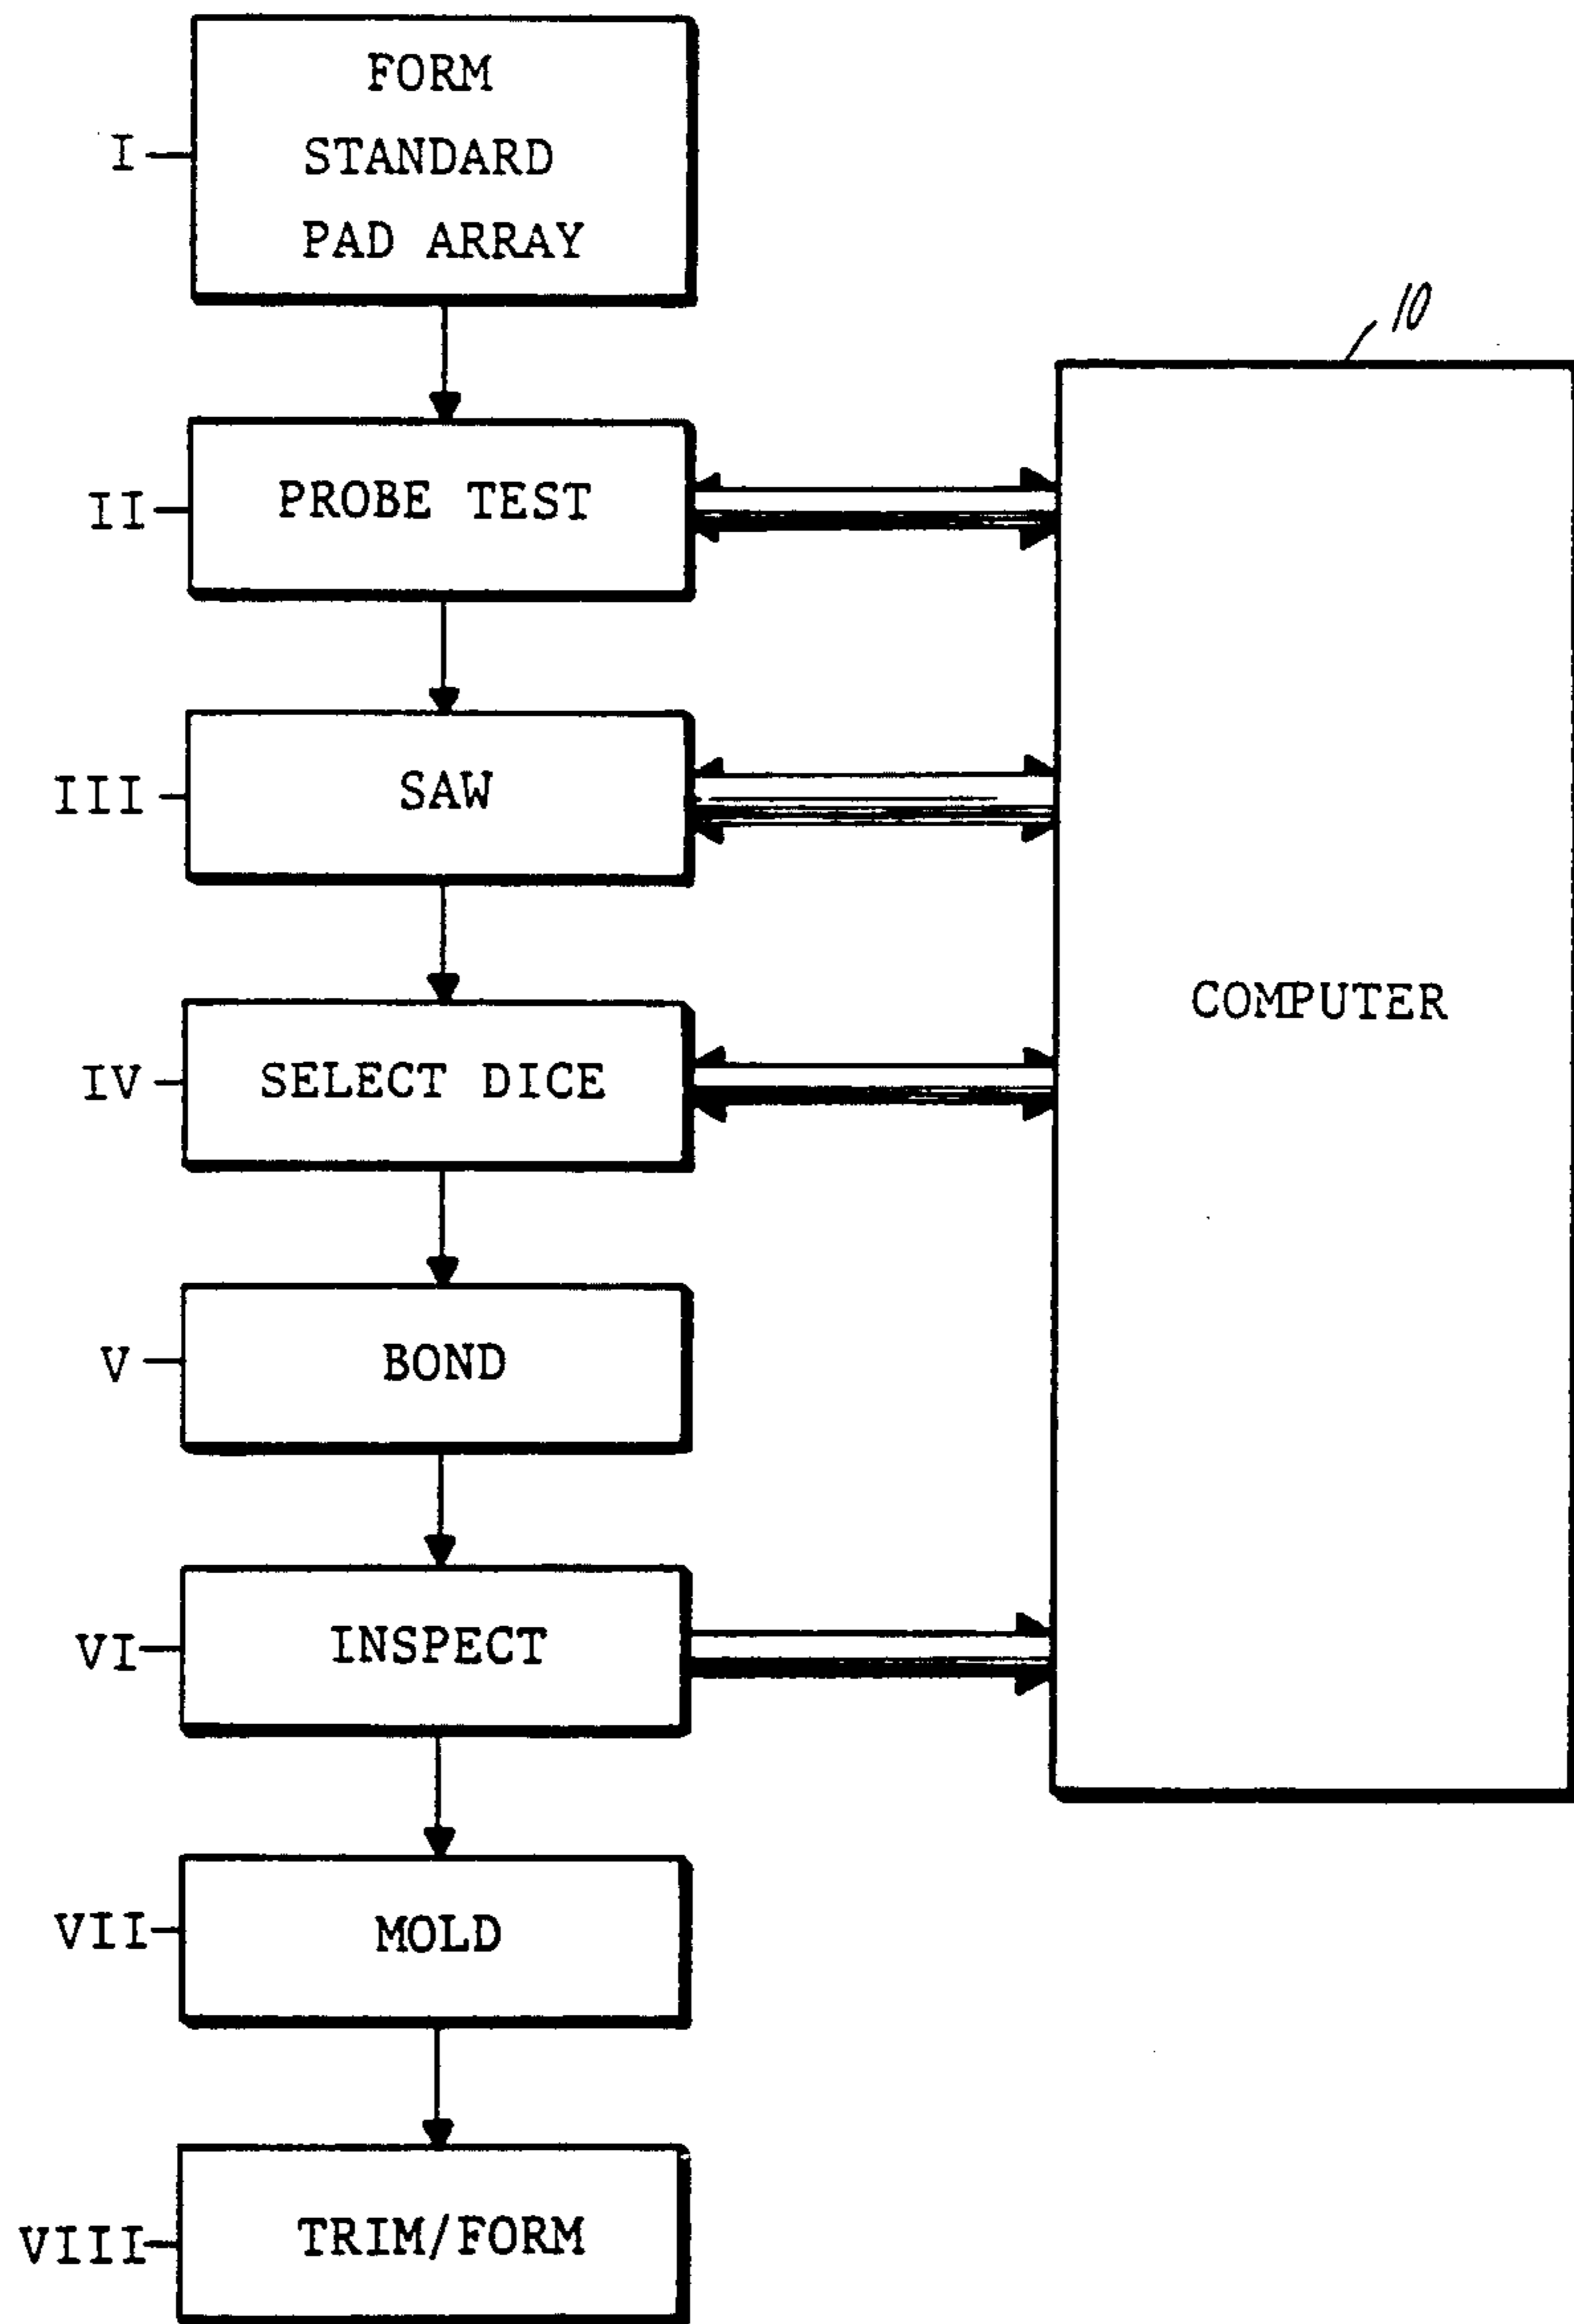 FORM
STANDARD
PAD ARRAY
I
10
PROBE TEST
II
SAW
III
COMPUTER
SELECT DICE
IV
BOND
V
INSPECT
VI
MOLD
VII
TRIM/FORM
VIII